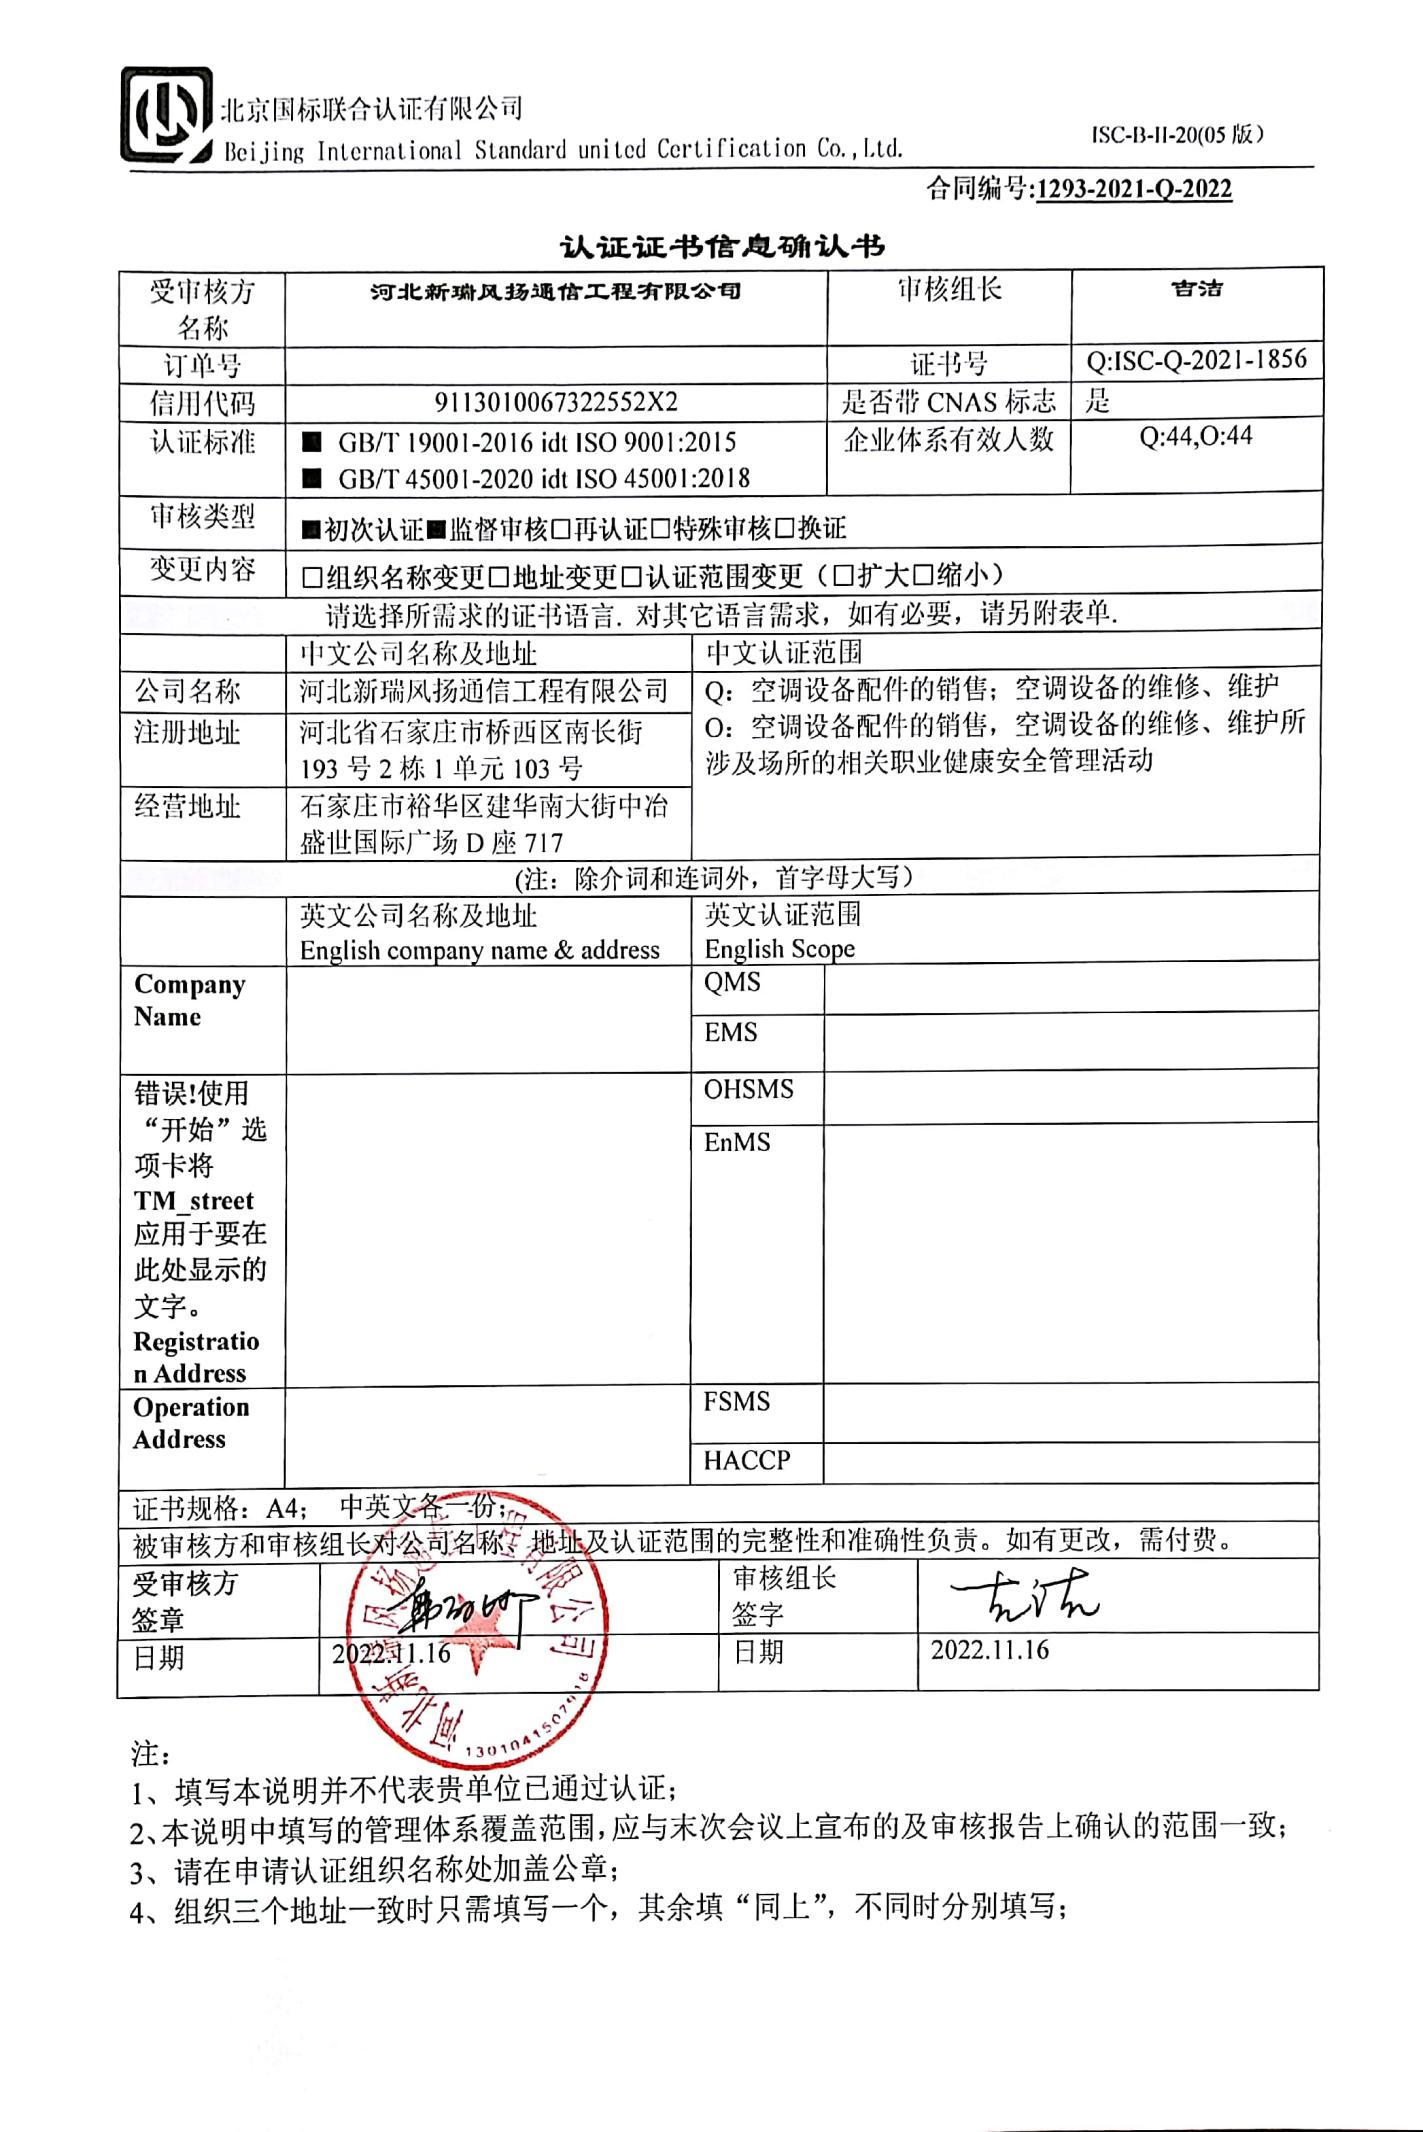 北京国标联合认证有限公司
Beijing International Standard united Certification Co.,Ltd.
ISC-B-II-20(05 版)
合同编号:1293-2021-Q-2022
认证证书信息确认书
受审核方名称 河北新瑞风扬通信工程有限公司 审核组长 吉洁
订单号 证书号 Q:ISC-Q-2021-1856
信用代码 9113010067322552X2 是否带 CNAS 标志 是
认证标准 ■ GB/T 19001-2016 idt ISO 9001:2015 企业体系有效人数 Q:44,O:44
■ GB/T 45001-2020 idt ISO 45001:2018
审核类型 ■初次认证■监督审核□再认证□特殊审核□换证
变更内容 □组织名称变更□地址变更□认证范围变更（□扩大□缩小）
请选择所需求的证书语言. 对其它语言需求，如有必要，请另附表单.
中文公司名称及地址 中文认证范围
公司名称 河北新瑞风扬通信工程有限公司 Q：空调设备配件的销售；空调设备的维修、维护
注册地址 河北省石家庄市桥西区南长街 O：空调设备配件的销售，空调设备的维修、维护所
193 号 2 栋 1 单元 103 号 涉及场所的相关职业健康安全管理活动
经营地址 石家庄市裕华区建华南大街中冶
盛世国际广场 D 座 717
(注：除介词和连词外，首字母大写）
英文公司名称及地址 英文认证范围
English company name & address English Scope
Company QMS
Name
EMS
错误!使用 OHSMS
“开始”选 EnMS
项卡将
TM_street
应用于要在
此处显示的
文字。
Registratio
n Address
Operation FSMS
Address
HACCP
证书规格：A4； 中英文各一份；
被审核方和审核组长对公司名称、地址及认证范围的完整性和准确性负责。如有更改，需付费。
受审核方 审核组长
签章 签字 吉洁
日期 2022.11.16 日期 2022.11.16
河北新瑞风扬通信工程有限公司
1301041507918
注：
1、填写本说明并不代表贵单位已通过认证；
2、本说明中填写的管理体系覆盖范围，应与末次会议上宣布的及审核报告上确认的范围一致；
3、请在申请认证组织名称处加盖公章；
4、组织三个地址一致时只需填写一个，其余填“同上”，不同时分别填写；